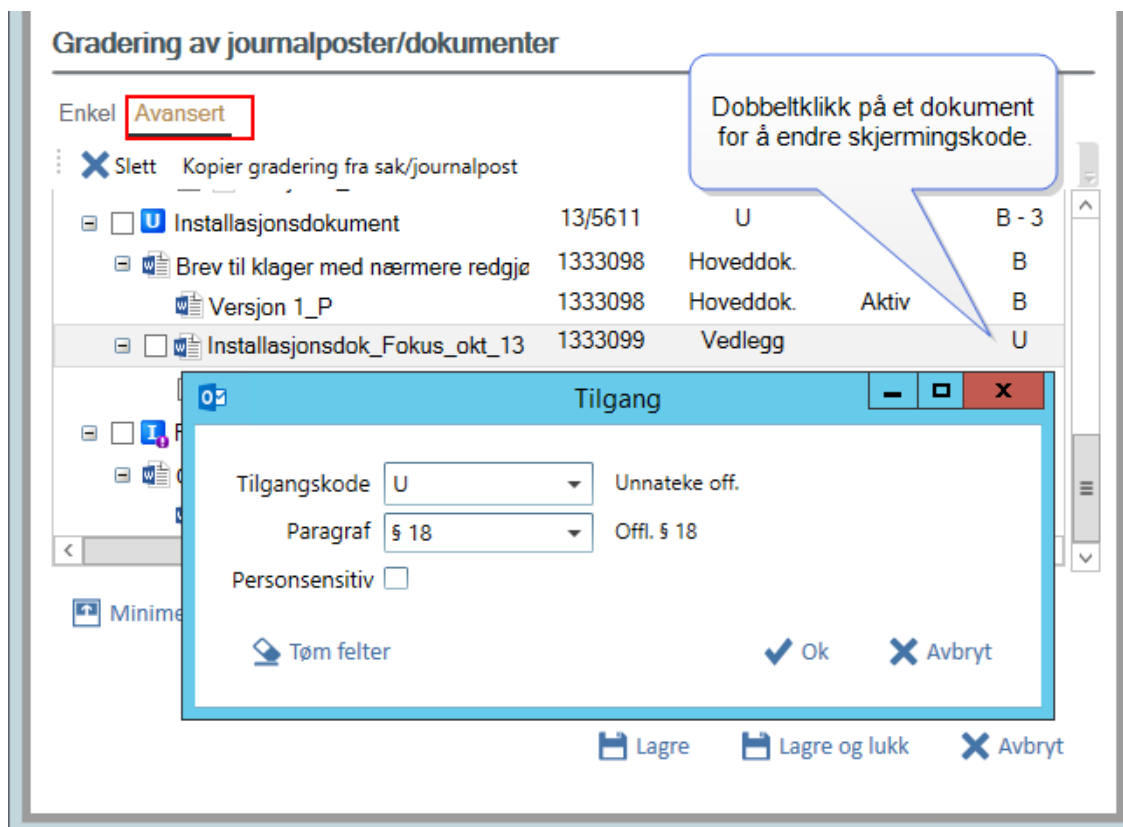 Gradering av journalposter/dokumenter
Dobbeltklikk på et dokument
for å endre skjermingskode.
Enkel Avansert
Slett Kopier gradering fra sak/journalpost
U Installasjonsdokument 13/5611 U B - 3
Brev til klager med nærmere redgjø 1333098 Hoveddok. B
Versjon 1_P 1333098 Hoveddok. Aktiv B
Installasjonsdok_Fokus_okt_13 1333099 Vedlegg U
Tilgang
I
Tilgangskode U Unnateke off.
Paragraf § 18 Offl. § 18
Personsensitiv
Minime
Tøm felter Ok Avbryt
Lagre Lagre og lukk Avbryt